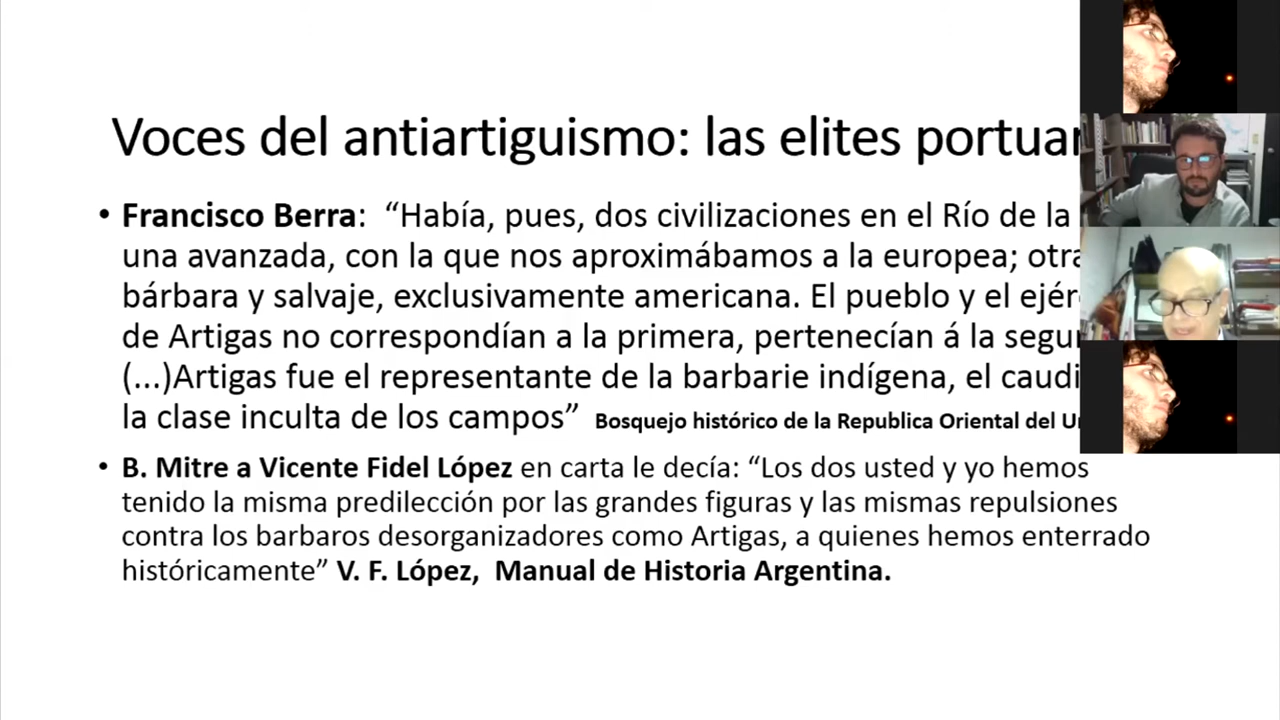 Voces del antiartiguismo: las elites
• Francisco Berra: “Había, pues, dos civilizaciones en el Río de la
una avanzada, con la que nos aproximábamos a la europea; otra
bárbara y salvaje, exclusivamente americana. El pueblo y el
de Artigas no correspondían a la primera, pertenecían á la
(...)Artigas fue el representante de la barbarie indígena, el
la clase inculta de los campos” Bosquejo histórico de la Republica Oriental del
• B. Mitre a Vicente Fidel López en carta le decía: “Los dos usted y yo hemos
tenido la misma predilección por las grandes figuras y las mismas repulsiones
contra los barbaros desorganizadores como Artigas, a quienes hemos enterrado
históricamente” V. F. López, Manual de Historia Argentina.